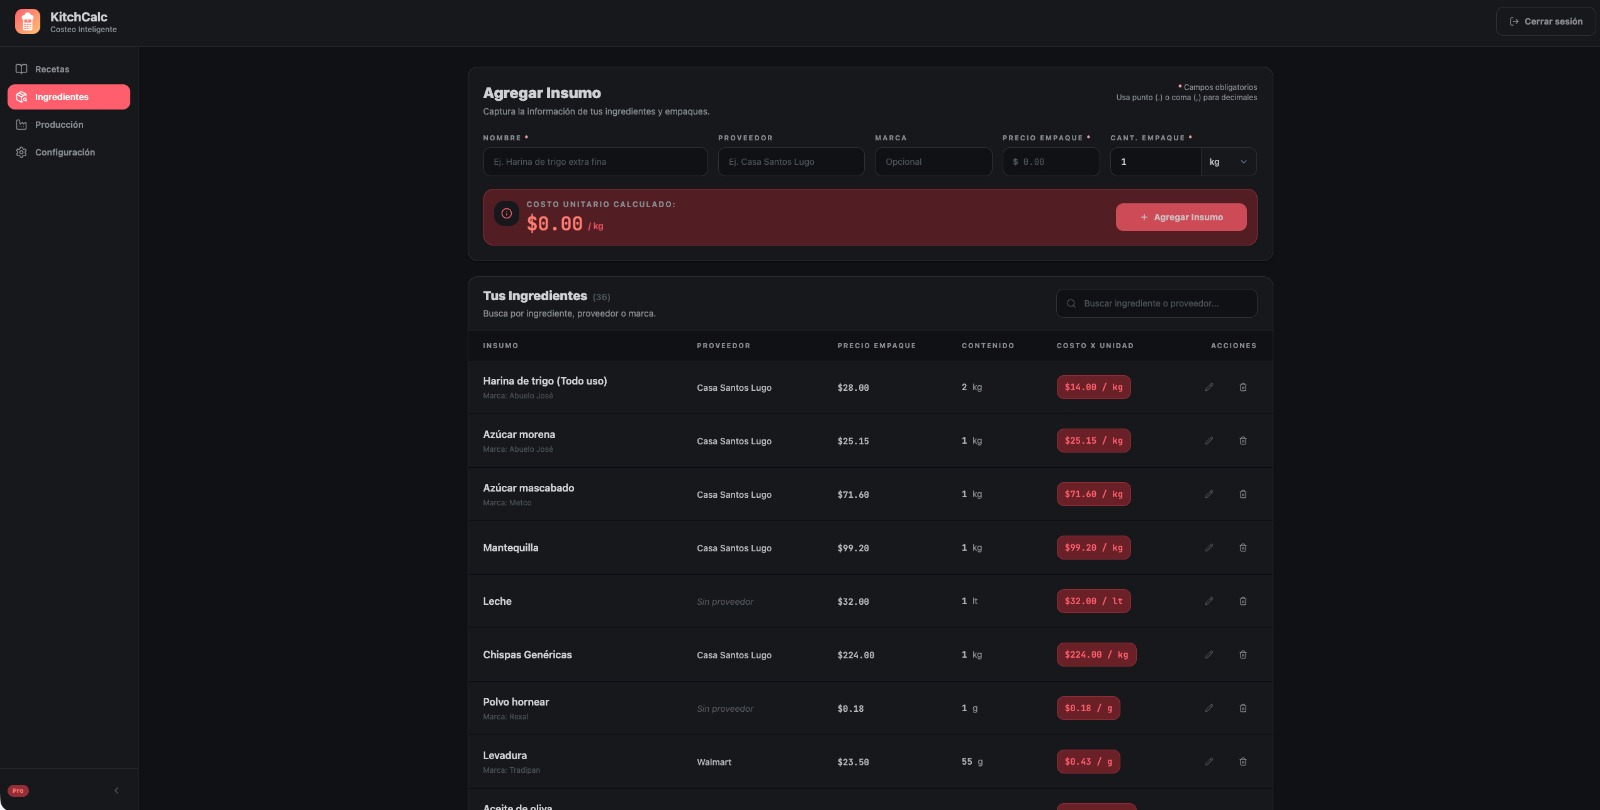 KitchCalc
Costeo Inteligente
Cerrar sesión
Recetas
Ingredientes
Producción
Configuración
Pro
Agregar Insumo
Captura la información de tus ingredientes y empaques.
* Campos obligatorios
Usa punto (.) o coma (,) para decimales
NOMBRE * PROVEEDOR MARCA PRECIO EMPAQUE * CANT. EMPAQUE *
Ej. Harina de trigo extra fina Ej. Casa Santos Lugo Opcional $ 0.00 1 kg
COSTO UNITARIO CALCULADO:
$0.00 / kg
+ Agregar Insumo
Tus Ingredientes (36)
Busca por ingrediente, proveedor o marca.
Buscar ingrediente o proveedor...
INSUMO PROVEEDOR PRECIO EMPAQUE CONTENIDO COSTO X UNIDAD ACCIONES
Harina de trigo (Todo uso) Casa Santos Lugo $28.00 2 kg $14.00 / kg
Marca: Abuelo José
Azúcar morena Casa Santos Lugo $25.15 1 kg $25.15 / kg
Marca: Abuelo José
Azúcar mascabado Casa Santos Lugo $71.60 1 kg $71.60 / kg
Marca: Metco
Mantequilla Casa Santos Lugo $99.20 1 kg $99.20 / kg
Leche Sin proveedor $32.00 1 lt $32.00 / lt
Chispas Genéricas Casa Santos Lugo $224.00 1 kg $224.00 / kg
Polvo hornear Sin proveedor $0.18 1 g $0.18 / g
Marca: Rexal
Levadura Walmart $23.50 55 g $0.43 / g
Marca: Tradipan
Aceite de oliva